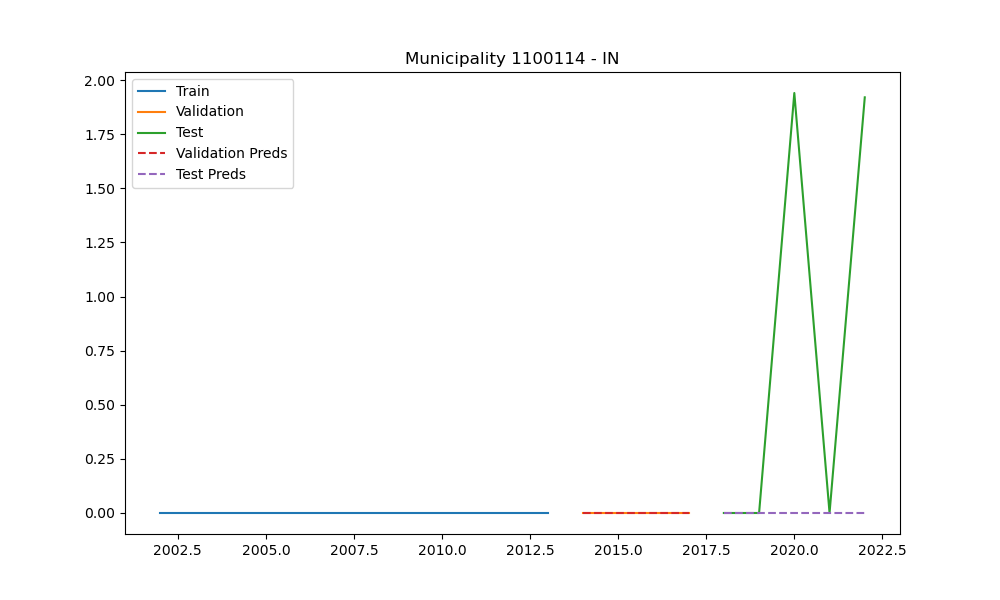 Municipality 1100114 - IN
2.00
1.75
1.50
1.25
1.00
0.75
0.50
0.25
0.00
Train
Validation
Test
Validation Preds
Test Preds
2002.5 2005.0 2007.5 2010.0 2012.5 2015.0 2017.5 2020.0 2022.5